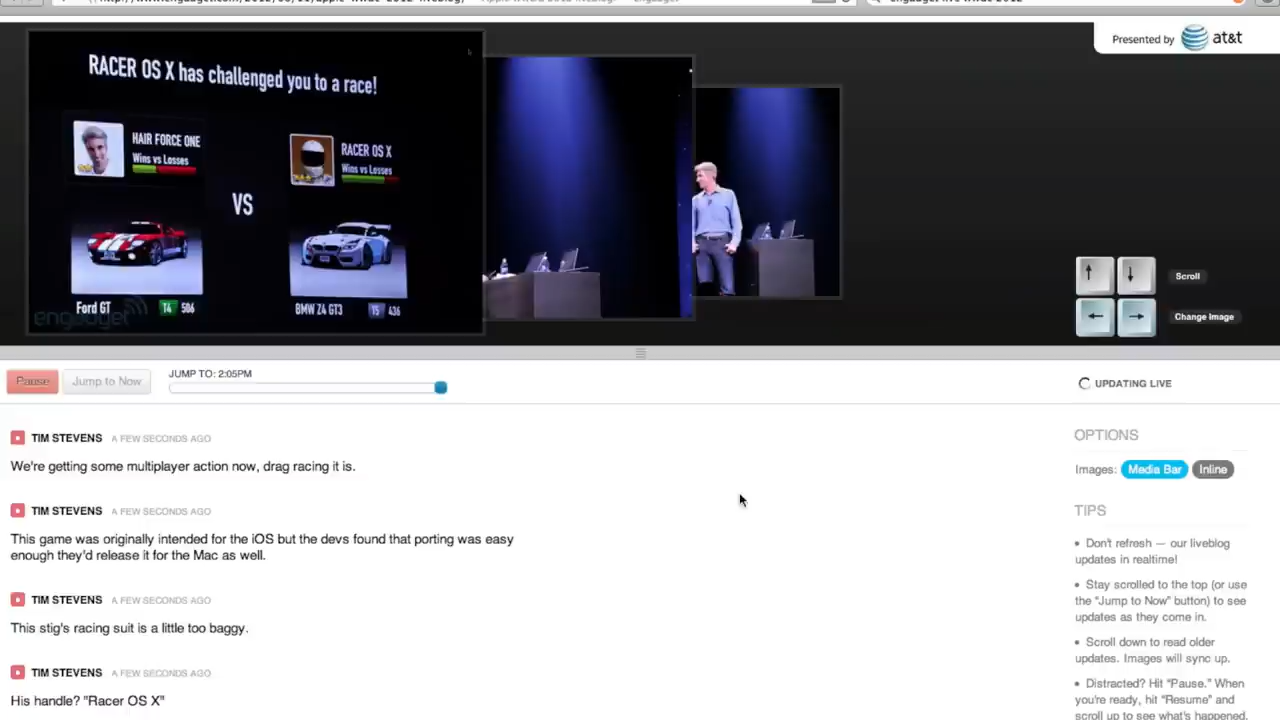 Presented by at&t
RACER OS X has challenged you to a race!
HAIR FORCE ONE
Wins vs Losses
RACER OS X
Wins vs Losses
VS
Ford GT T4 506
BMW Z4 GT3 T5 436
engadget
Scroll
Change Image
Pause
Jump to Now
JUMP TO: 2:05PM
UPDATING LIVE
TIM STEVENS A FEW SECONDS AGO
We're getting some multiplayer action now, drag racing it is.
TIM STEVENS A FEW SECONDS AGO
This game was originally intended for the iOS but the devs found that porting was easy
enough they'd release it for the Mac as well.
TIM STEVENS A FEW SECONDS AGO
This stig's racing suit is a little too baggy.
TIM STEVENS A FEW SECONDS AGO
His handle? "Racer OS X"
OPTIONS
Images: Media Bar Inline
TIPS
• Don't refresh — our liveblog
updates in realtime!
• Stay scrolled to the top (or use
the "Jump to Now" button) to see
updates as they come in.
• Scroll down to read older
updates. Images will sync up.
• Distracted? Hit "Pause." When
you're ready, hit "Resume" and
scroll up to see what's happened.